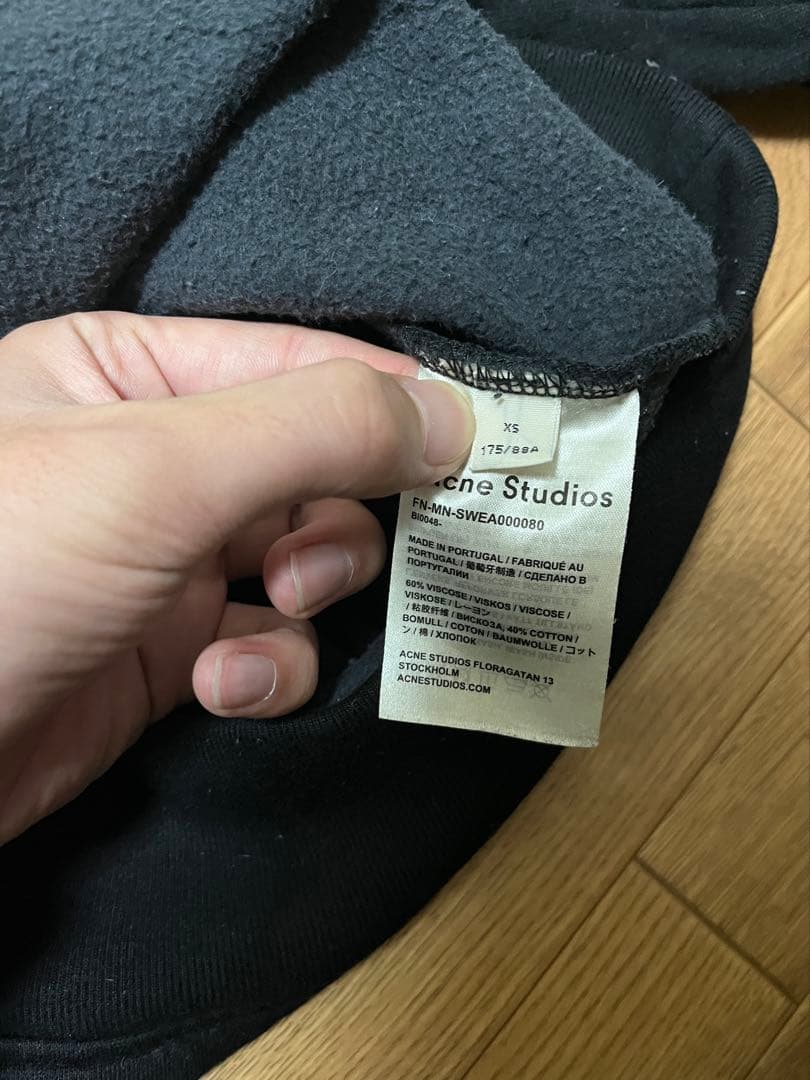 XS
175/88A
Acne Studios
FN-MN-SWEA000080
BI0048-
MADE IN PORTUGAL / FABRIQUÉ AU
PORTUGAL / 葡萄牙制造 / СДЕЛАНО В
ПОРТУГАЛИИ
60% VISCOSE / VISKOS / VISCOSE /
VISKOSE / レーヨン
/ 粘胶纤维 / ВИСКОЗА, 40% COTTON /
BOMULL / COTON / BAUMWOLLE / コット
ン / 棉 / ХЛОПОК
ACNE STUDIOS FLORAGATAN 13
STOCKHOLM
ACNESTUDIOS.COM